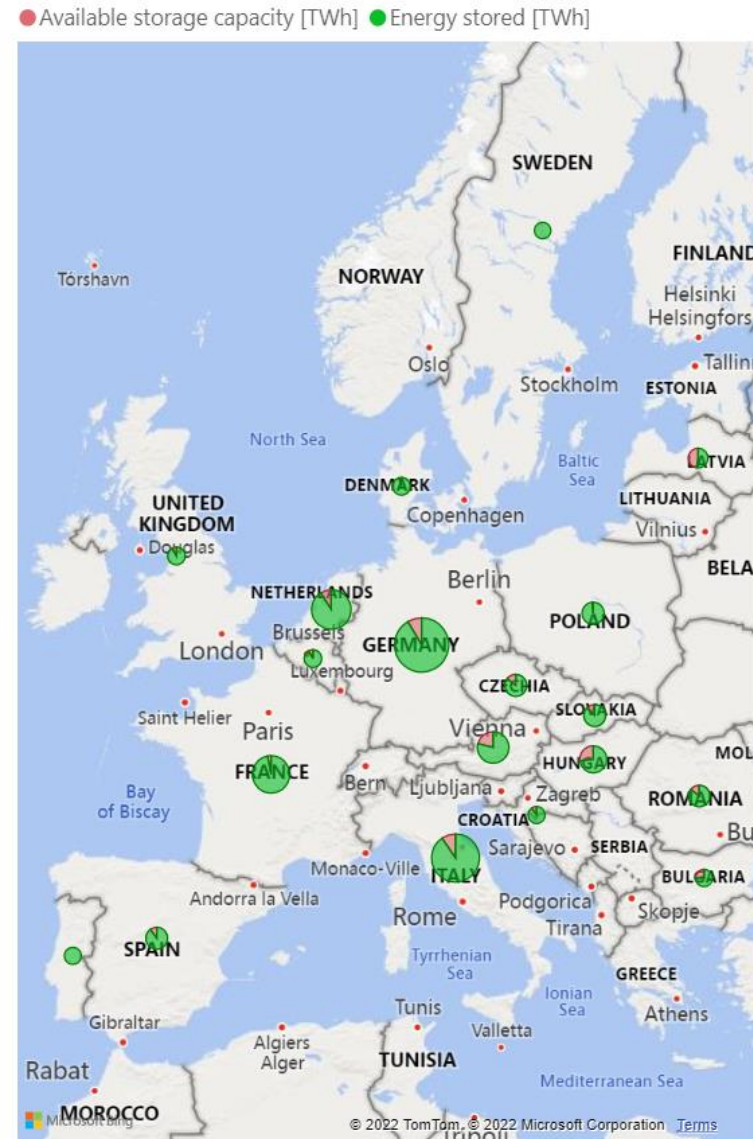 Available storage capacity [TWh] Energy stored [TWh]
SWEDEN
FINLAND
Tórshavn
NORWAY
Helsinki
Helsingfors
Oslo
Tallin
Stockholm
ESTONIA
North Sea
Baltic
Sea
LATVIA
DENMARK
LITHUANIA
Copenhagen
UNITED
KINGDOM
Vilnius
Douglas
BELA
Berlin
NETHERLANDS
POLAND
Brussels
GERMANY
London
Luxembourg
CZECHIA
SLOVAKIA
Saint Helier
Paris
Vienna
MOL
HUNGARY
FRANCE
Bern
Ljubljana
Zagreb
Bay
of Biscay
ROMANIA
CROATIA
Bu
Sarajevo
SERBIA
Monaco-Ville
ITALY
BULGARIA
Andorra la Vella
Podgorica
Skopje
Rome
Tirana
SPAIN
Tyrrhenian
Sea
GREECE
Ionian
Sea
Athens
Gibraltar
Tunis
Valletta
Algiers
Alger
Rabat
TUNISIA
Mediterranean Sea
MOROCCO
Microsoft Bing
© 2022 TomTom, © 2022 Microsoft Corporation Terms
Tripoli